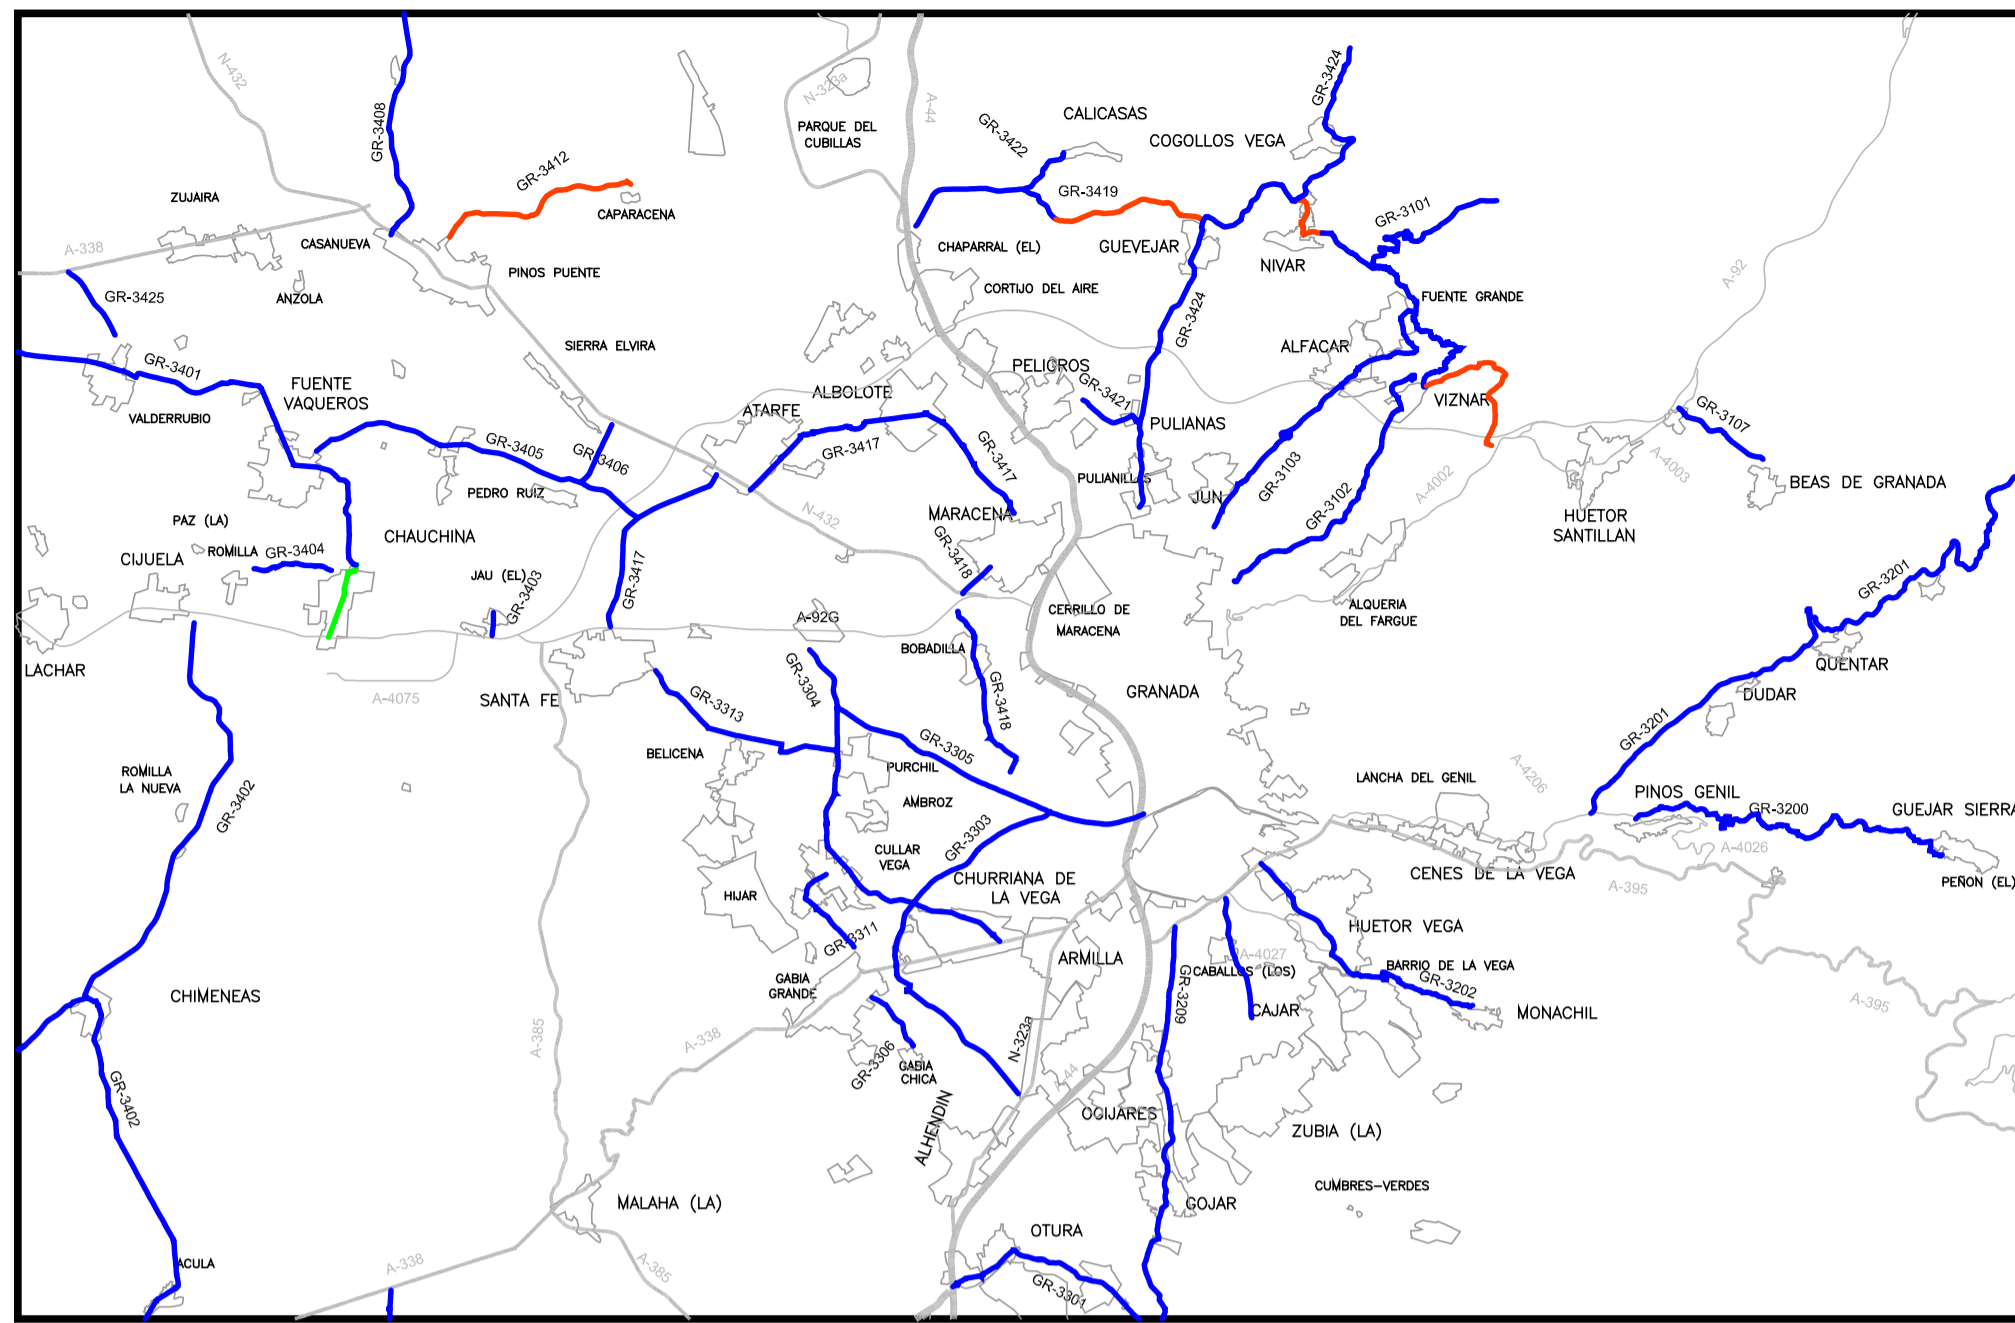 N-432
GR-3408
GR-3412
CAPARACENA
ZUJAIRA
A-338
CASANUEVA
PINOS PUENTE
ANZOLA
GR-3425
SIERRA ELVIRA
N-323a
A-44
PARQUE DEL
CUBILLAS
GR-3422
CALICASAS
COGOLLOS VEGA
GR-3424
GR-3419
CHAPARRAL (EL)
GUEVEJAR
NIVAR
GR-3101
CORTIJO DEL AIRE
FUENTE GRANDE
A-92
GR-3424
ALFACAR
GR-3401
VALDERRUBIO
FUENTE
VAQUEROS
ALBOLOTE
ATARFE
PELIGROS
GR-3421
PULIANAS
VIZNAR
GR-3107
GR-3405
GR-3406
GR-3417
GR-3417
PEDRO RUIZ
PULIANILLAS
JUN
GR-3103
A-4002
A-4003
BEAS DE GRANADA
N-432
MARACENA
GR-3102
HUETOR
SANTILLAN
PAZ (LA)
CHAUCHINA
CIJUELA
ROMILLA
GR-3404
JAU (EL)
GR-3403
GR-3417
GR-3418
GR-3201
A-92G
CERRILLO DE
MARACENA
ALQUERIA
DEL FARGUE
BOBADILLA
LACHAR
A-4075
SANTA FE
GR-3313
GR-3304
GR-3418
GRANADA
QUENTAR
DUDAR
GR-3201
BELICENA
GR-3305
PURCHIL
ROMILLA
LA NUEVA
GR-3402
AMBROZ
GR-3303
LANCHA DEL GENIL
A-4206
PINOS GENIL
GR-3200
GUEJAR SIERRA
A-4026
CULLAR
VEGA
CHURRIANA DE
LA VEGA
HIJAR
CENES DE LA VEGA
A-395
PEÑON (EL)
GR-3311
HUETOR VEGA
ARMILLA
A-4027
CABALLOS (LOS)
BARRIO DE LA VEGA
GR-3202
GABIA
GRANDE
CHIMENEAS
GR-3209
CAJAR
MONACHIL
A-395
A-385
A-338
N-323a
GR-3306
GABIA
CHICA
A-44
GR-3402
ALHENDIN
OGIJARES
ZUBIA (LA)
CUMBRES-VERDES
MALAHA (LA)
GOJAR
OTURA
ACULA
A-338
A-385
GR-3301